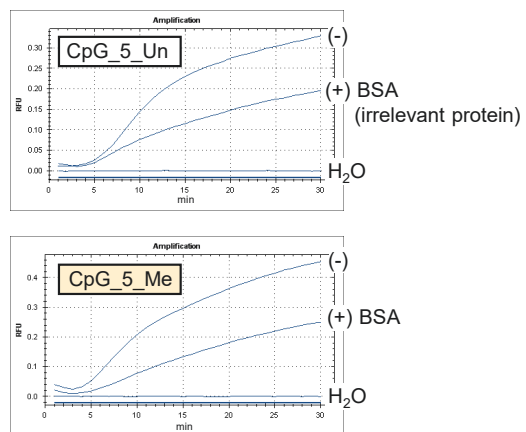 Amplification
CpG_5_Un
(-)
(+) BSA
(irrelevant protein)
H₂O
RFU
0.30
0.25
0.20
0.15
0.10
0.05
0.00
0 5 10 15 20 25 30
min
Amplification
CpG_5_Me
(-)
(+) BSA
H₂O
RFU
0.4
0.3
0.2
0.1
0.0
0 5 10 15 20 25 30
min